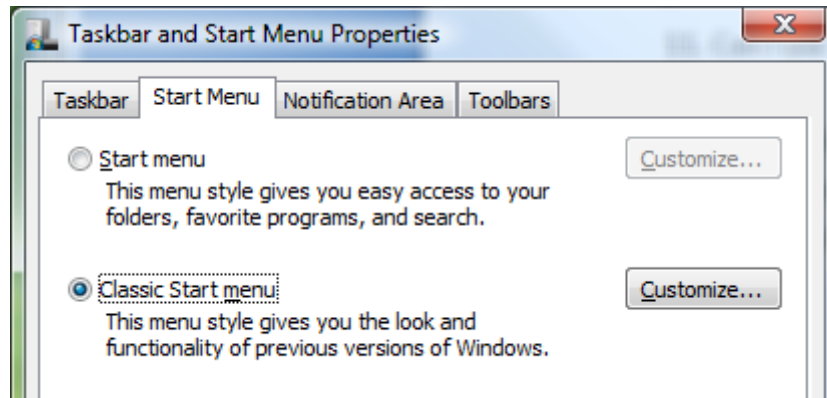 Taskbar and Start Menu Properties
Taskbar Start Menu Notification Area Toolbars
Start menu Customize...
This menu style gives you easy access to your
folders, favorite programs, and search.
Classic Start menu Customize...
This menu style gives you the look and
functionality of previous versions of Windows.